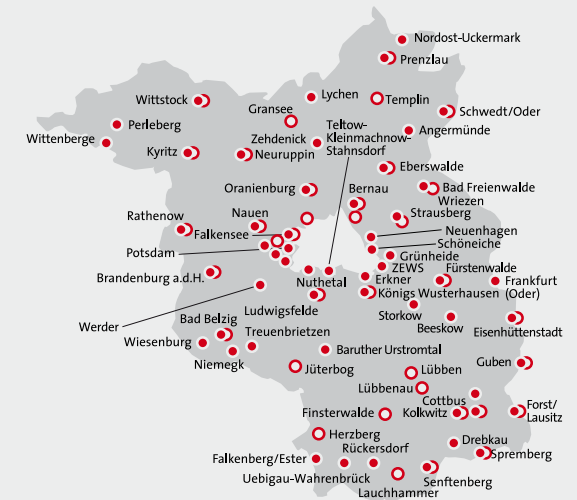 Nordost-Uckermark
Prenzlau
Lychen
Templin
Wittstock
Gransee
Schwedt/Oder
Perleberg
Zehdenick
Teltow-
Kleinmachnow-
Stahnsdorf
Angermünde
Wittenberge
Kyritz
Neuruppin
Eberswalde
Oranienburg
Bernau
Bad Freienwalde
Wriezen
Rathenow
Nauen
Strausberg
Falkensee
Neuenhagen
Schöneiche
Potsdam
Grünheide
ZEWS
Fürstenwalde
Brandenburg a.d.H.
Nuthetal
Erkner
Frankfurt
(Oder)
Königs Wusterhausen
Werder
Ludwigsfelde
Storkow
Beeskow
Eisenhüttenstadt
Bad Belzig
Treuenbrietzen
Wiesenburg
Niemegk
Baruther Urstromtal
Guben
Jüterbog
Lübben
Lübbenau
Cottbus
Finsterwalde
Kolkwitz
Forst/
Lausitz
Herzberg
Drebkau
Rückersdorf
Spremberg
Falkenberg/Ester
Uebigau-Wahrenbrück
Senftenberg
Lauchhammer